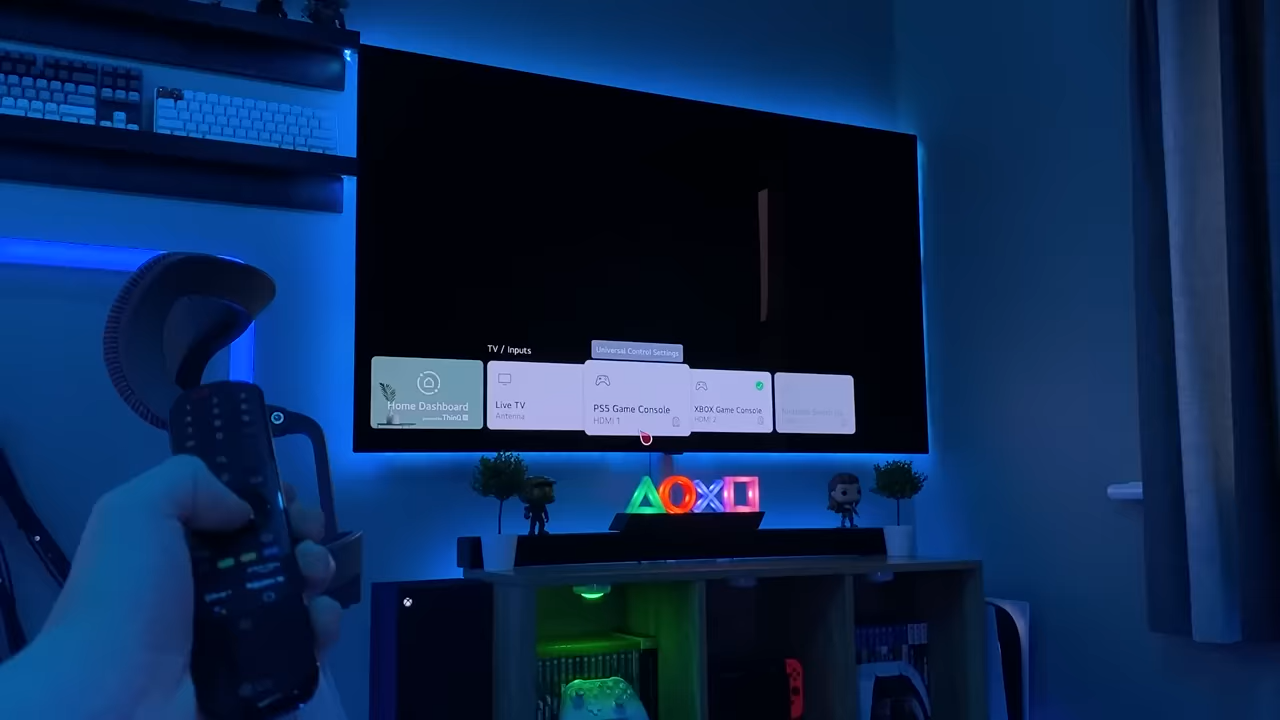 TV / Inputs
Universal Control Settings
Home Dashboard
ThinQ
Live TV
Antenna
PS5 Game Console
HDMI 1
XBOX Game Console
HDMI 2